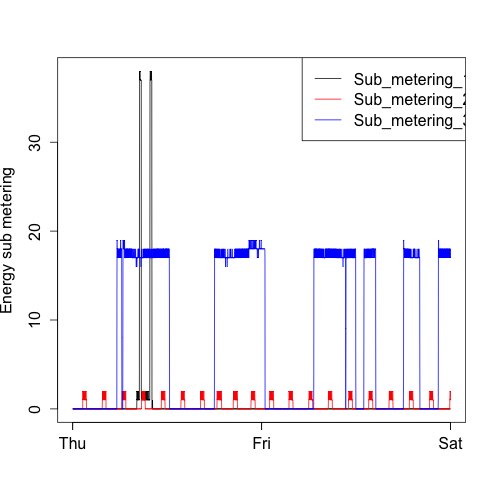 Sub_metering_1
Sub_metering_2
Sub_metering_3
Energy sub metering
30
20
10
0
Thu Fri Sat